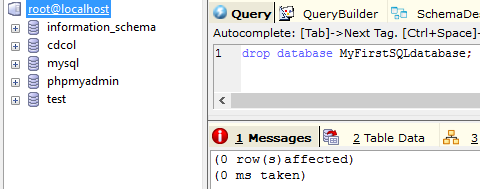 root@localhost
information_schema
cdcol
mysql
phpmyadmin
test
Query
QueryBuilder
SchemaDe
Autocomplete: [Tab]->Next Tag. [Ctrl+Space]-
1 drop database MyFirstSQLdatabase;
1 Messages
2 Table Data
3
(0 row(s)affected)
(0 ms taken)